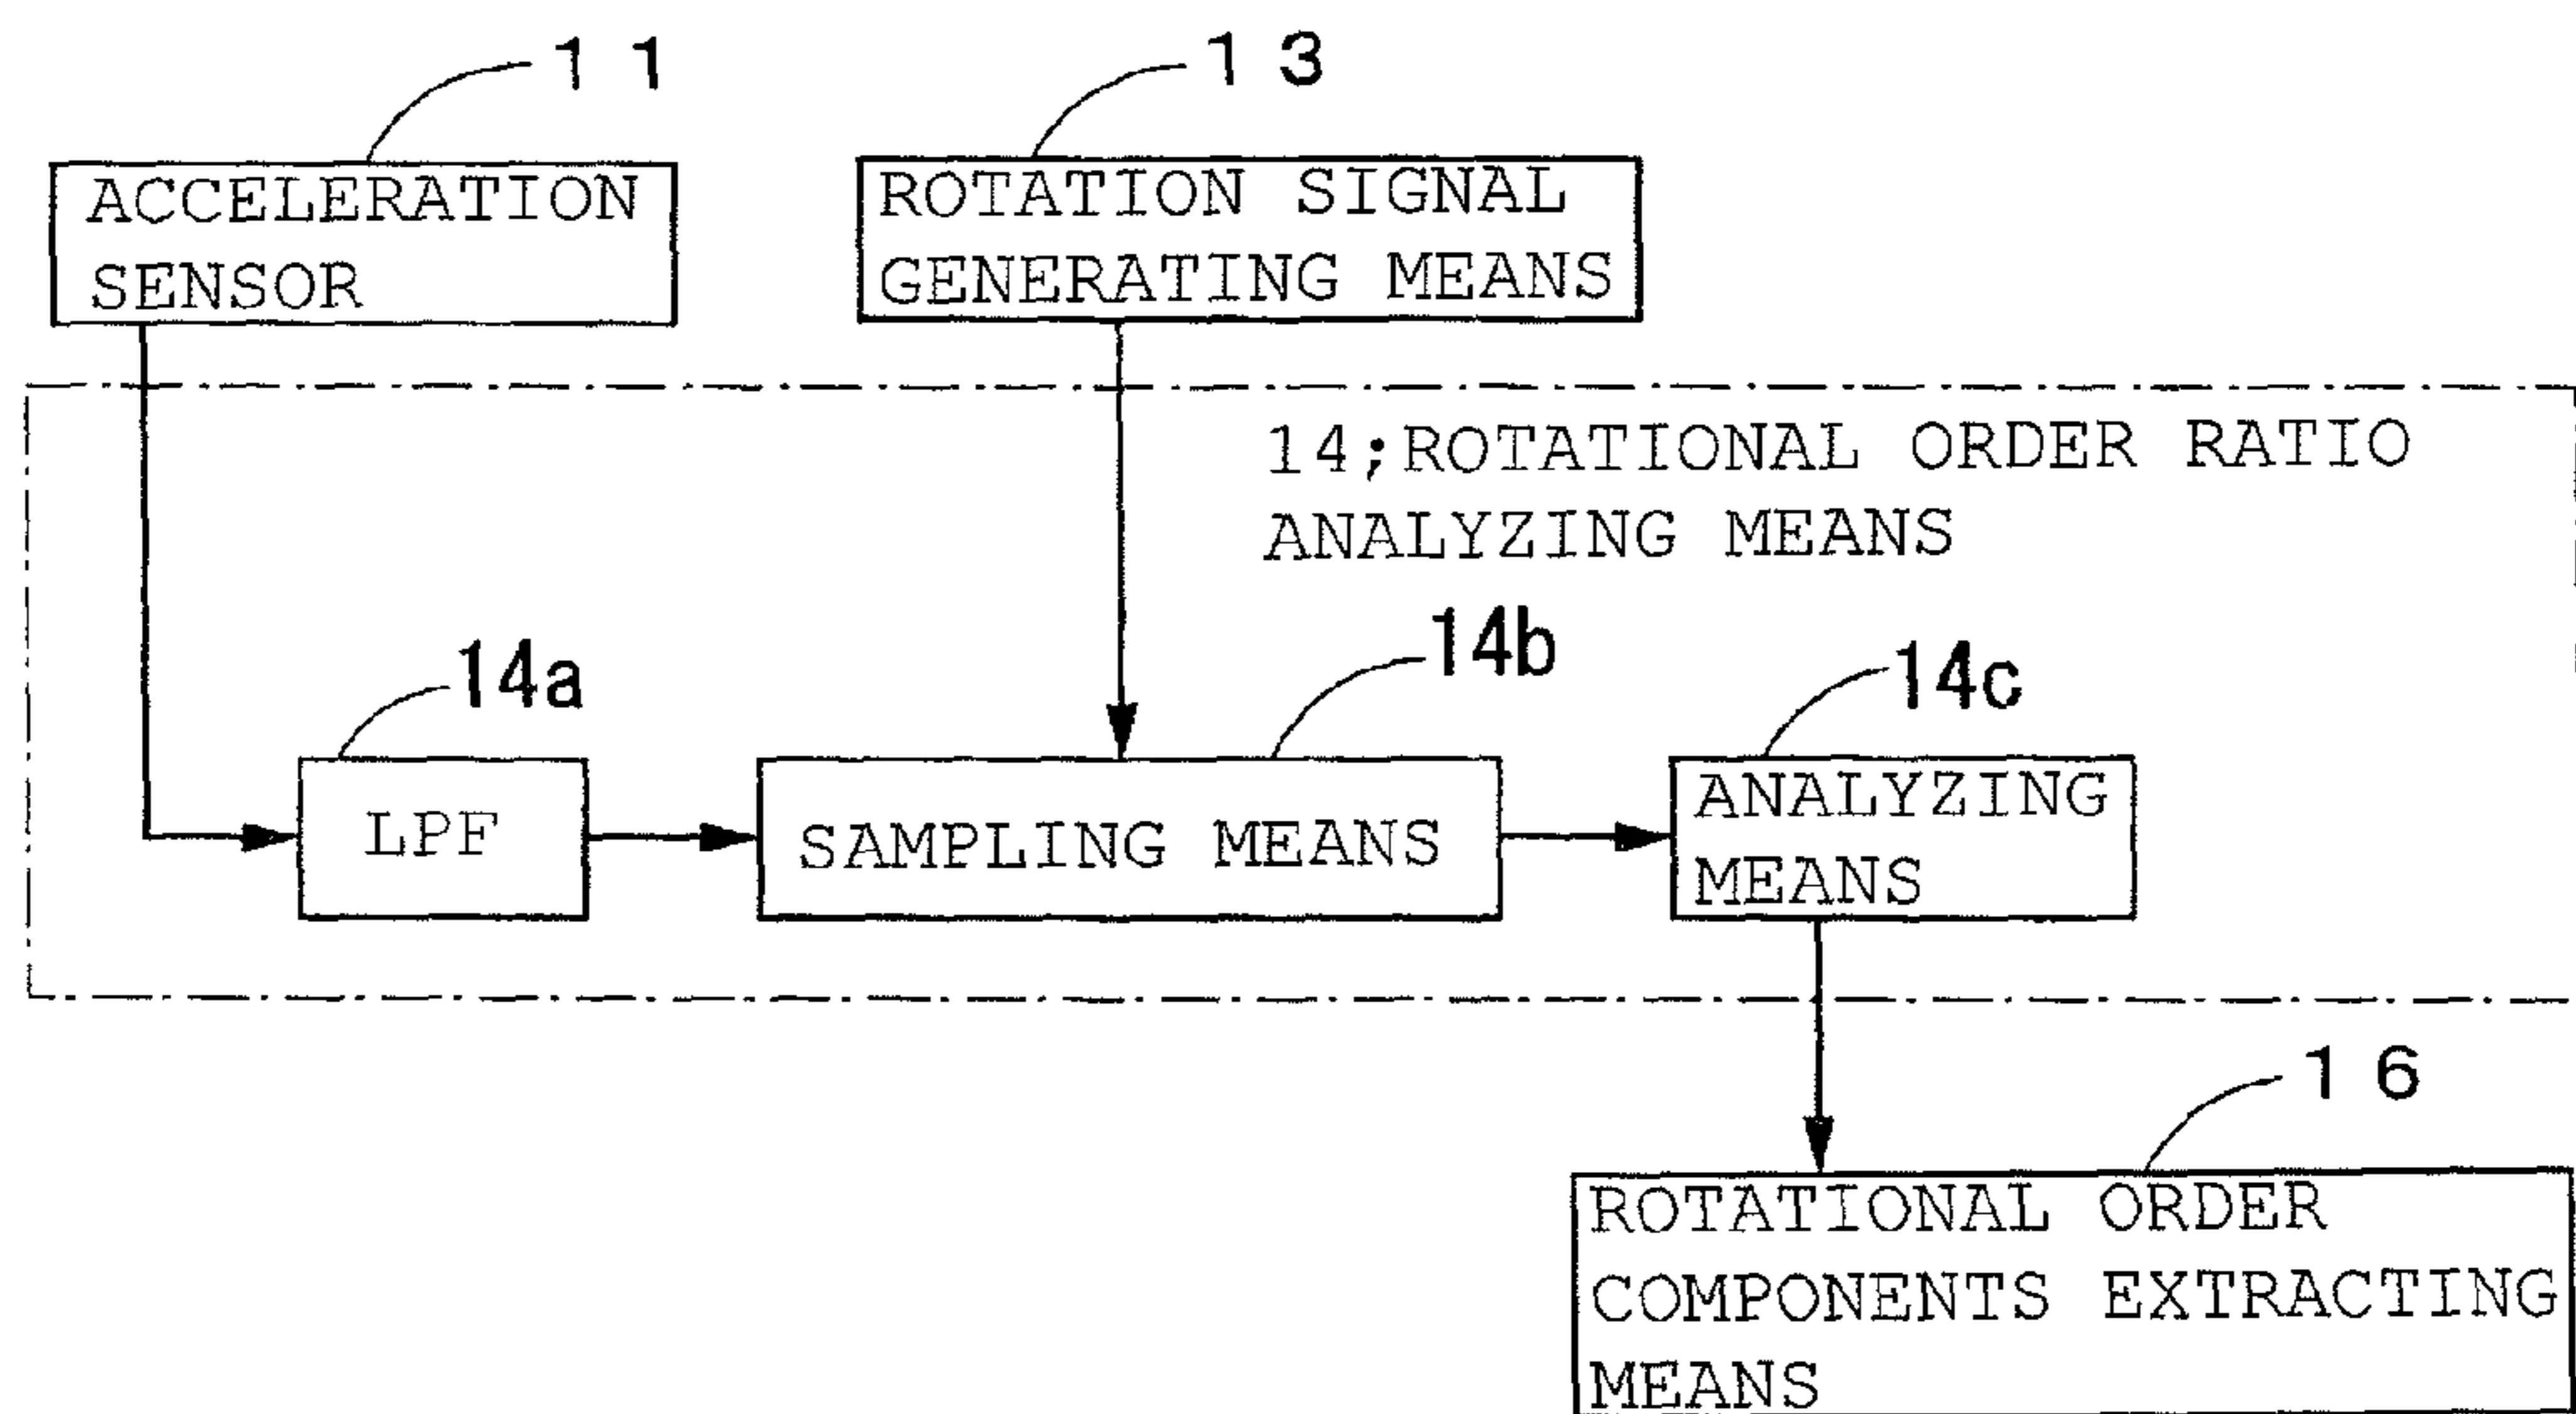 11
13
ACCELERATION
SENSOR
ROTATION SIGNAL
GENERATING MEANS
14;ROTATIONAL ORDER RATIO
ANALYZING MEANS
14a
14b
14c
LPF
SAMPLING MEANS
ANALYZING
MEANS
16
ROTATIONAL ORDER
COMPONENTS EXTRACTING
MEANS